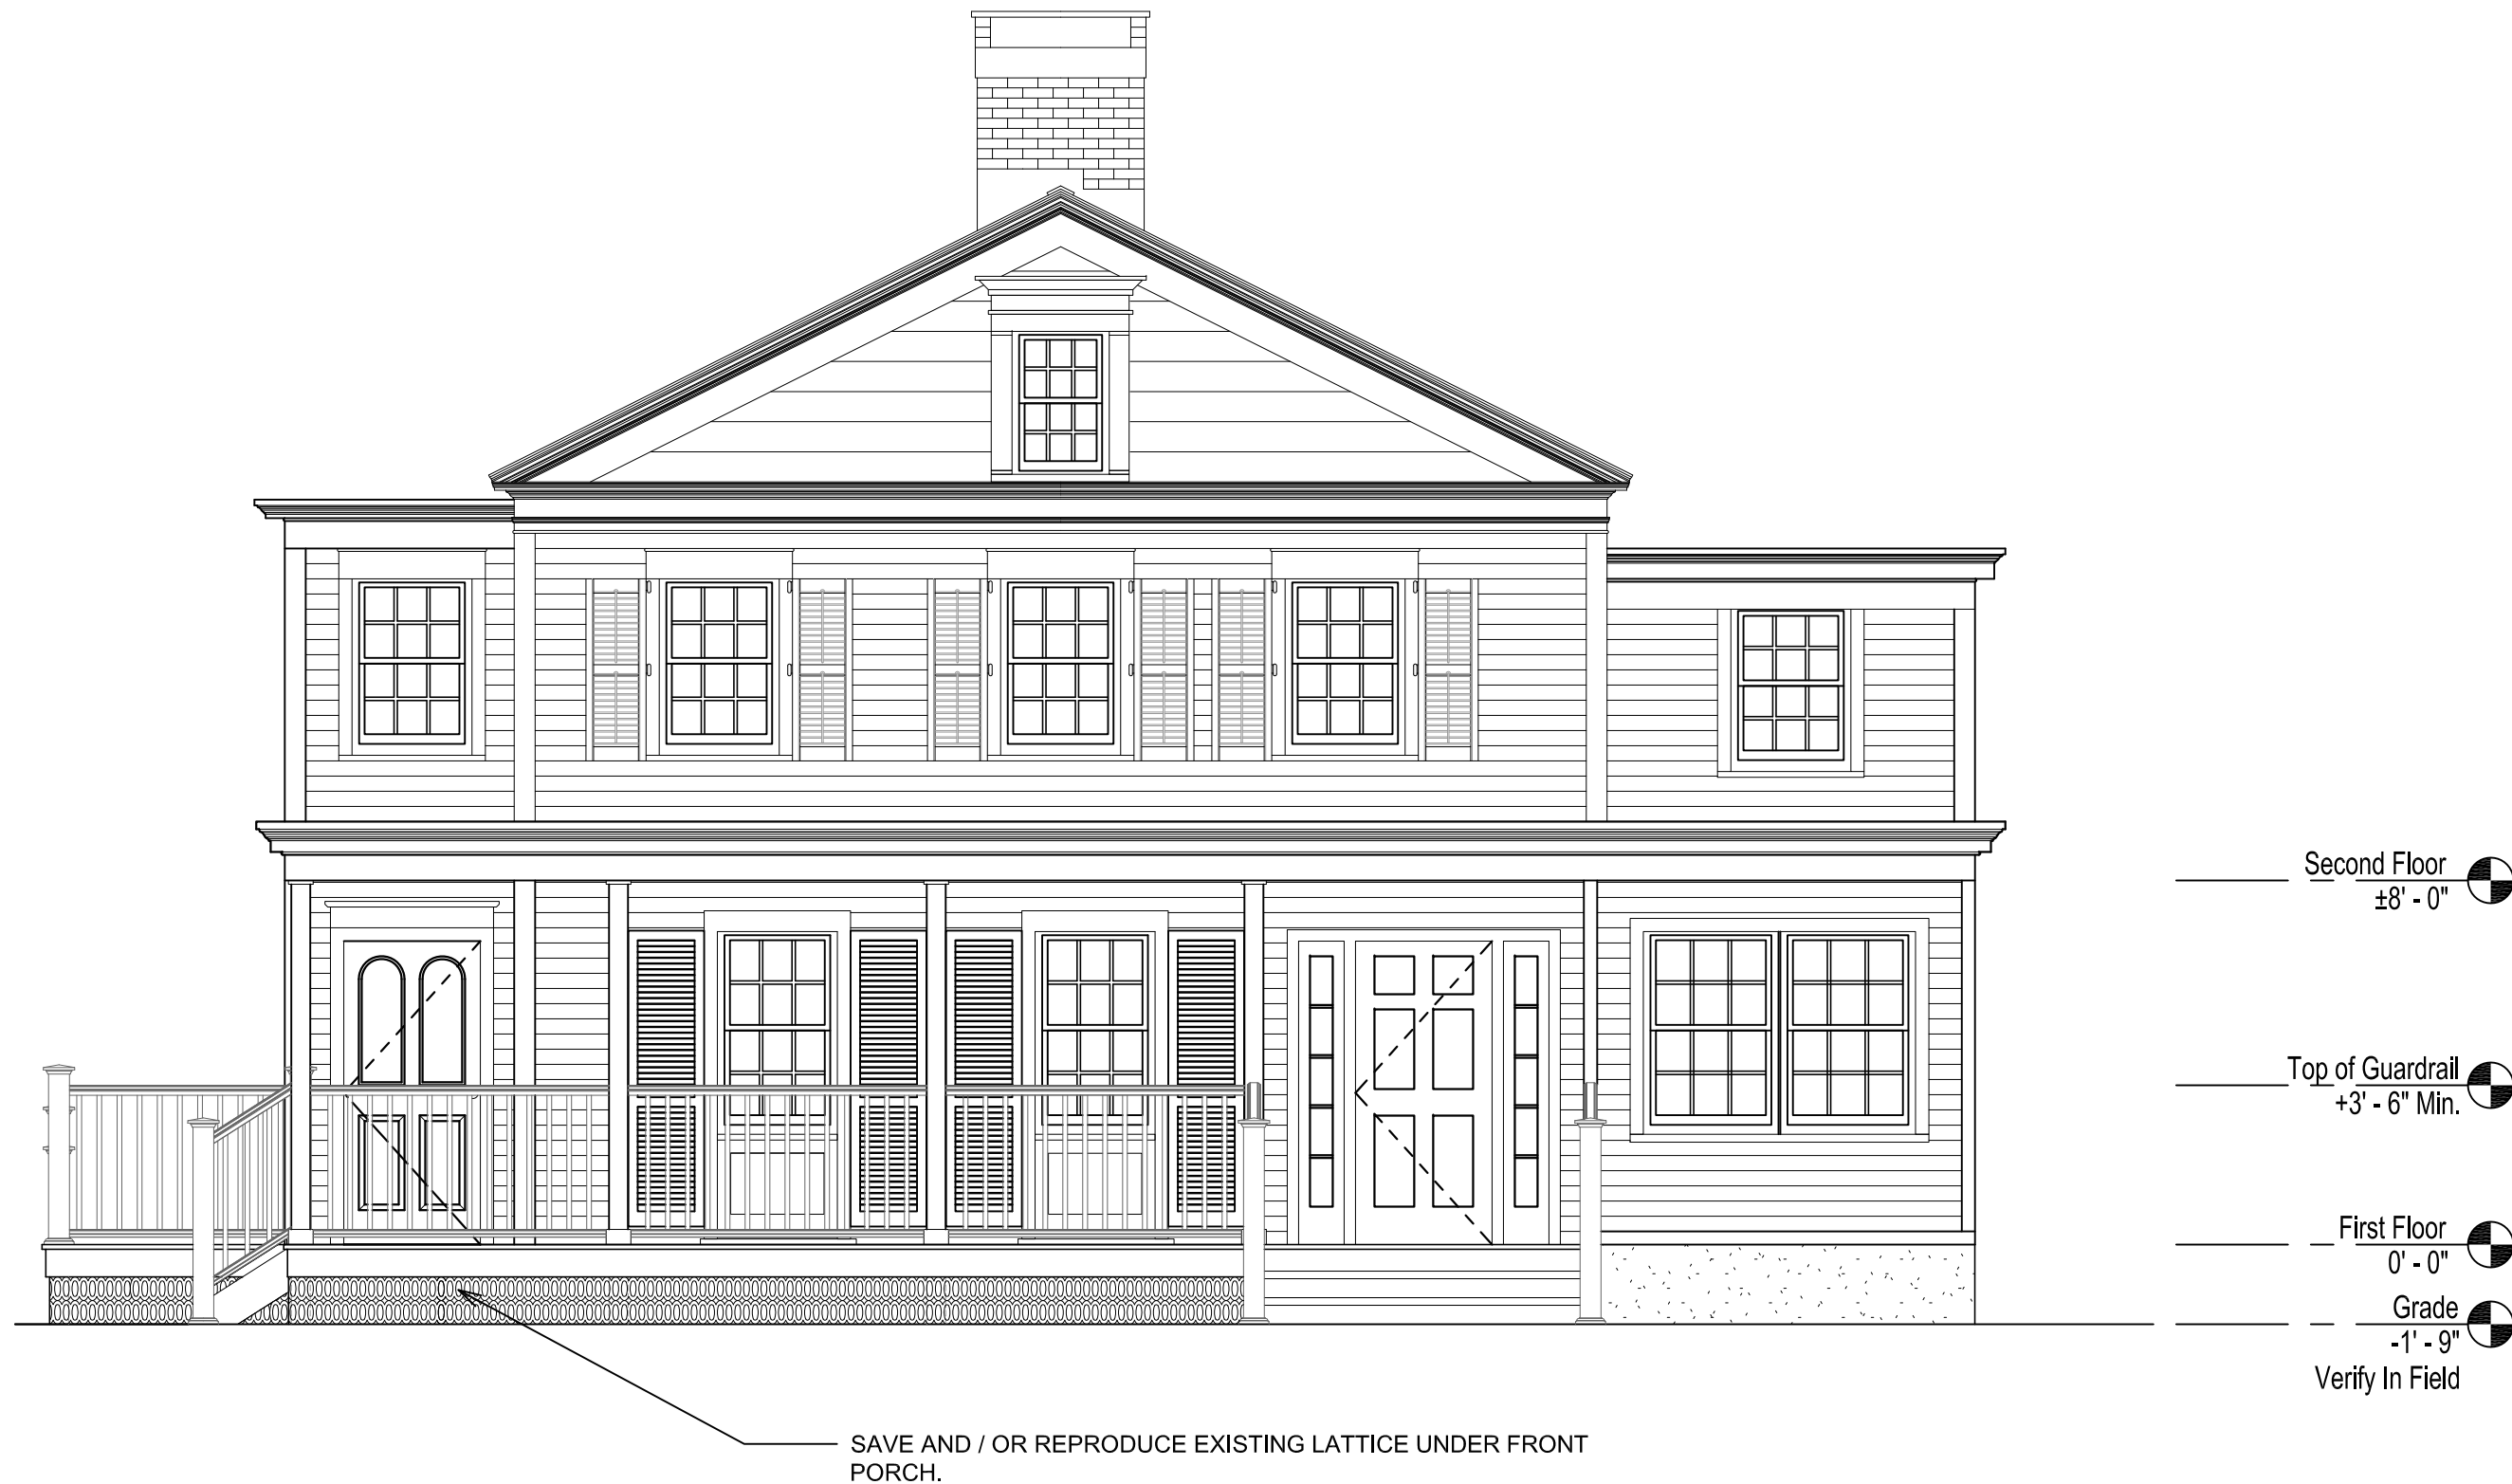 Second Floor
±8' - 0"
Top of Guardrail
+3' - 6" Min.
First Floor
0' - 0"
Grade
-1' - 9"
Verify In Field
SAVE AND / OR REPRODUCE EXISTING LATTICE UNDER FRONT
PORCH.